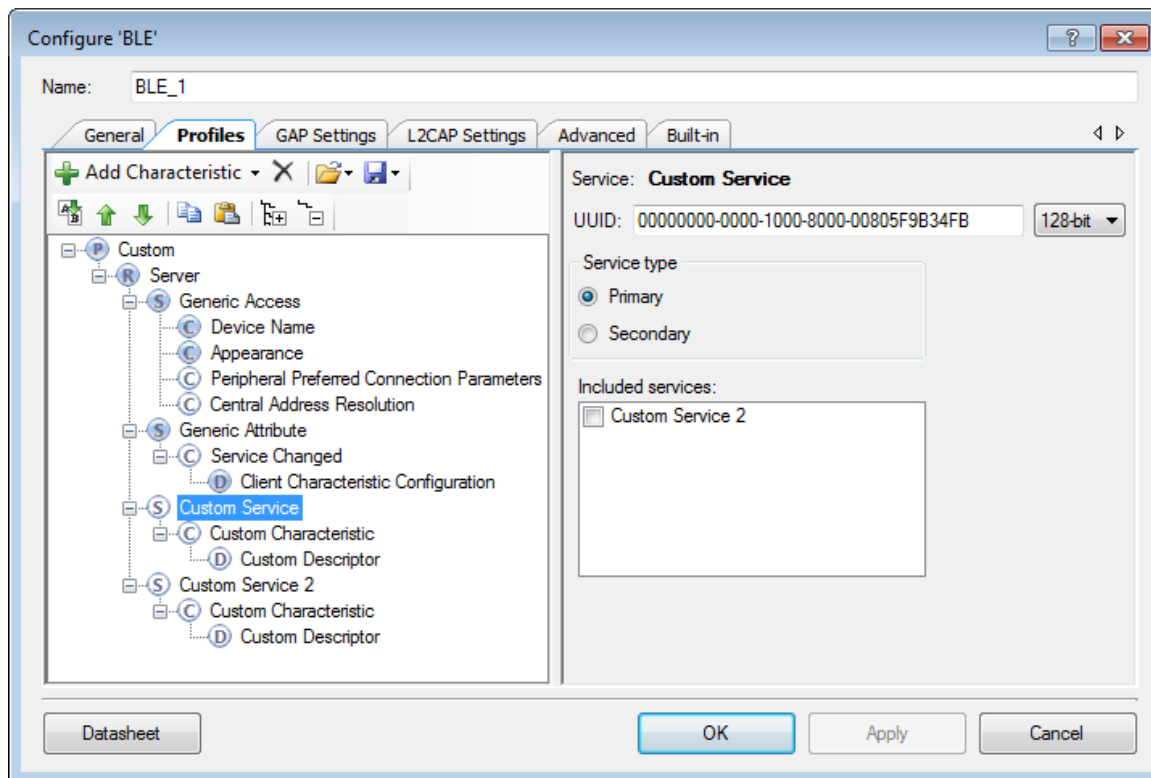 Configure 'BLE'
Name: BLE_1
General Profiles GAP Settings L2CAP Settings Advanced Built-in
Add Characteristic
P Custom
R Server
S Generic Access
C Device Name
C Appearance
C Peripheral Preferred Connection Parameters
C Central Address Resolution
S Generic Attribute
C Service Changed
D Client Characteristic Configuration
S Custom Service
C Custom Characteristic
D Custom Descriptor
S Custom Service 2
C Custom Characteristic
D Custom Descriptor
Service: Custom Service
UUID: 00000000-0000-1000-8000-00805F9B34FB 128-bit
Service type
Primary
Secondary
Included services:
Custom Service 2
Datasheet OK Apply Cancel